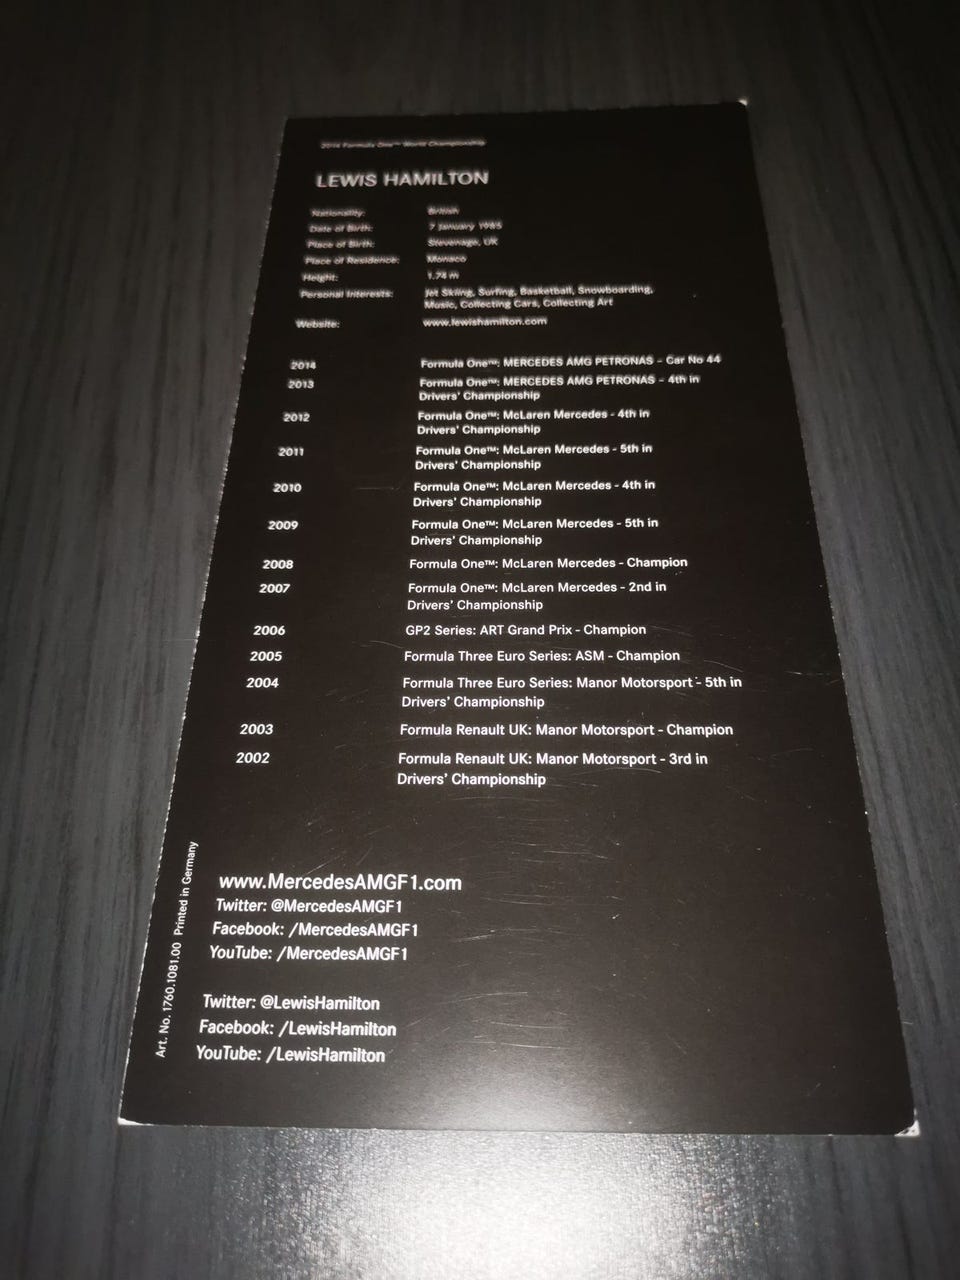 2014 Formula One™ World Championship
LEWIS HAMILTON
Nationality: British
Date of Birth: 7 January 1985
Place of Birth: Stevenage, UK
Place of Residence: Monaco
Height: 1.74 m
Personal Interests: Jet Skiing, Surfing, Basketball, Snowboarding,
Music, Collecting Cars, Collecting Art
Website: www.lewishamilton.com
2014 Formula One™: MERCEDES AMG PETRONAS - Car No 44
2013 Formula One™: MERCEDES AMG PETRONAS - 4th in
Drivers' Championship
2012 Formula One™: McLaren Mercedes - 4th in
Drivers' Championship
2011 Formula One™: McLaren Mercedes - 5th in
Drivers' Championship
2010 Formula One™: McLaren Mercedes - 4th in
Drivers' Championship
2009 Formula One™: McLaren Mercedes - 5th in
Drivers' Championship
2008 Formula One™: McLaren Mercedes - Champion
2007 Formula One™: McLaren Mercedes - 2nd in
Drivers' Championship
2006 GP2 Series: ART Grand Prix - Champion
2005 Formula Three Euro Series: ASM - Champion
2004 Formula Three Euro Series: Manor Motorsport - 5th in
Drivers' Championship
2003 Formula Renault UK: Manor Motorsport - Champion
2002 Formula Renault UK: Manor Motorsport - 3rd in
Drivers' Championship
www.MercedesAMGF1.com
Twitter: @MercedesAMGF1
Facebook: /MercedesAMGF1
YouTube: /MercedesAMGF1
Twitter: @LewisHamilton
Facebook: /LewisHamilton
YouTube: /LewisHamilton
Art. No. 1760.1081.00 Printed in Germany